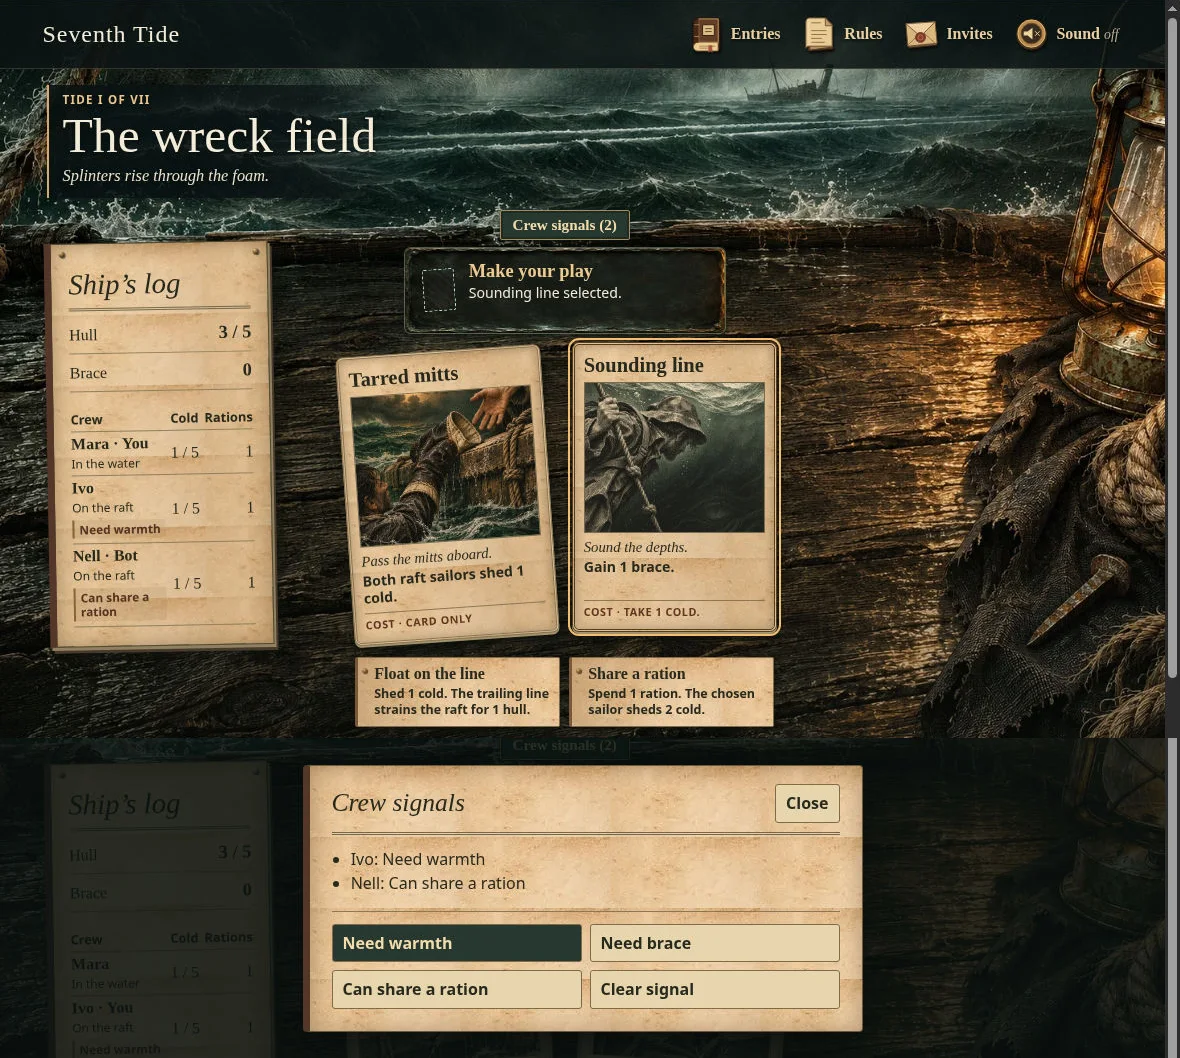 Seventh Tide
Entries
Rules
Invites
Sound off
TIDE I OF VII
The wreck field
Splinters rise through the foam.
Crew signals (2)
Ship’s log
Hull 3 / 5
Brace 0
Crew Cold Rations
Mara · You
In the water
1 / 5 1
Ivo
On the raft
1 / 5 1
Need warmth
Nell · Bot
On the raft
1 / 5 1
Can share a
ration
Make your play
Sounding line selected.
Tarred mitts
Pass the mitts aboard.
Both raft sailors shed 1
cold.
COST · CARD ONLY
Sounding line
Sound the depths.
Gain 1 brace.
COST · TAKE 1 COLD.
Float on the line
Shed 1 cold. The trailing line
strains the raft for 1 hull.
Share a ration
Spend 1 ration. The chosen
sailor sheds 2 cold.
Crew signals (2)
Ship’s log
Hull 3 / 5
Brace 0
Crew Cold Rations
Mara
In the water
1 / 5 1
Ivo · You
On the raft
1 / 5 1
Need warmth
Crew signals
Close
Ivo: Need warmth
Nell: Can share a ration
Need warmth
Need brace
Can share a ration
Clear signal